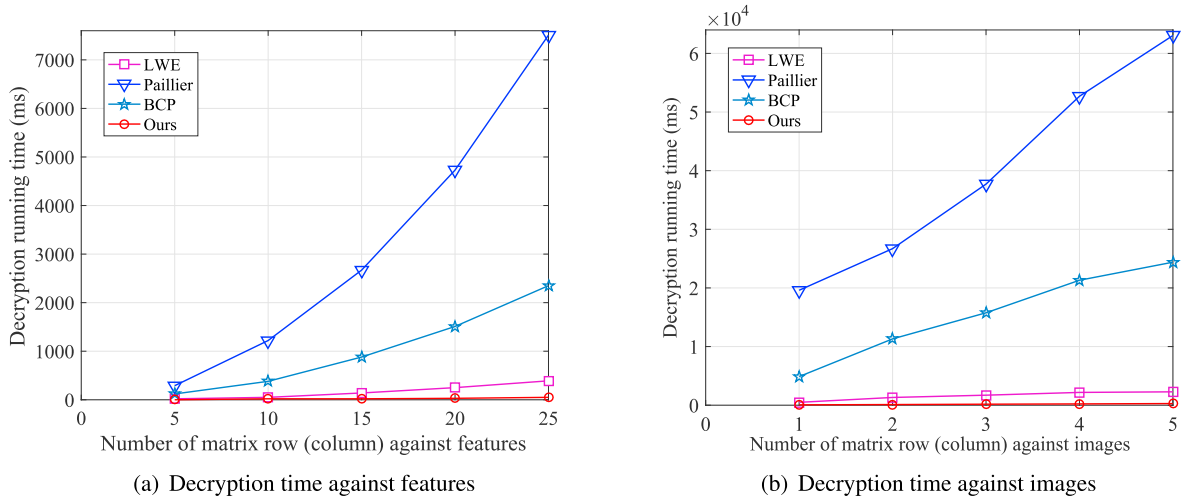 7000
6000
5000
4000
3000
2000
1000
0
Decryption running time (ms)
LWE
Paillier
BCP
Ours
0 5 10 15 20 25
Number of matrix row (column) against features
(a) Decryption time against features
×10^4
6
5
4
3
2
1
0
Decryption running time (ms)
LWE
Paillier
BCP
Ours
0 1 2 3 4 5
Number of matrix row (column) against images
(b) Decryption time against images